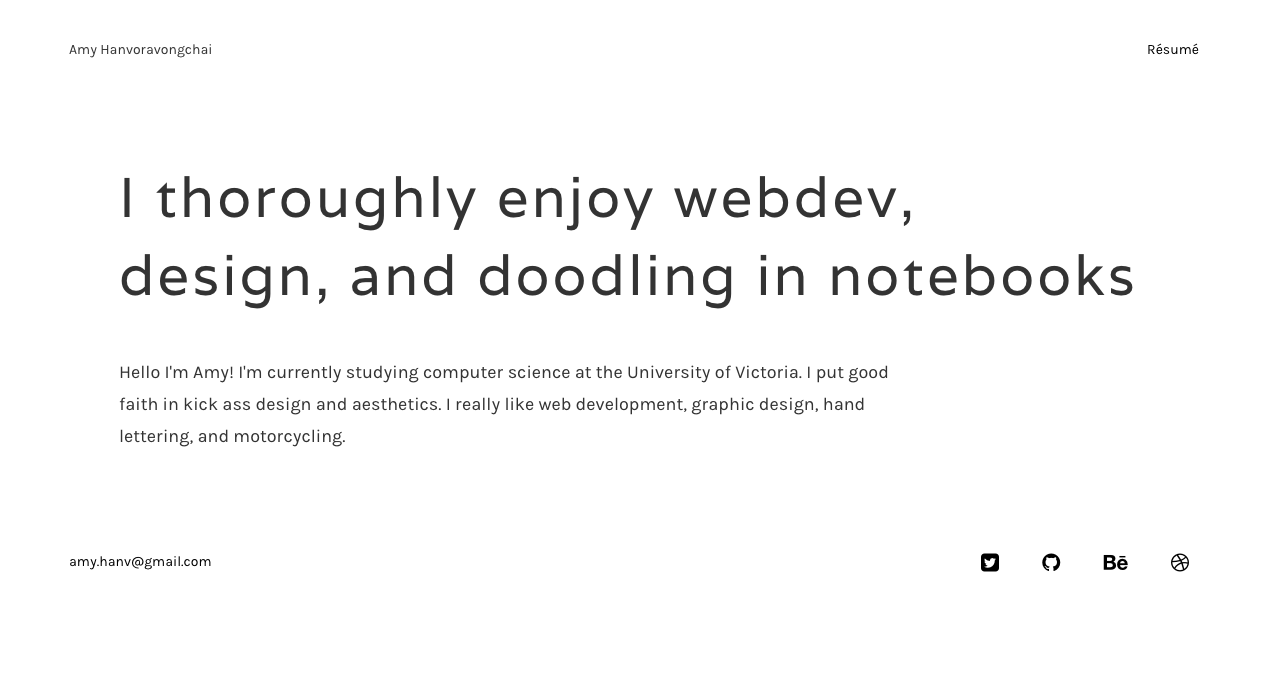 Amy Hanvoravongchai
Résumé
I thoroughly enjoy webdev,
design, and doodling in notebooks
Hello I'm Amy! I'm currently studying computer science at the University of Victoria. I put good
faith in kick ass design and aesthetics. I really like web development, graphic design, hand
lettering, and motorcycling.
amy.hanv@gmail.com
Bē